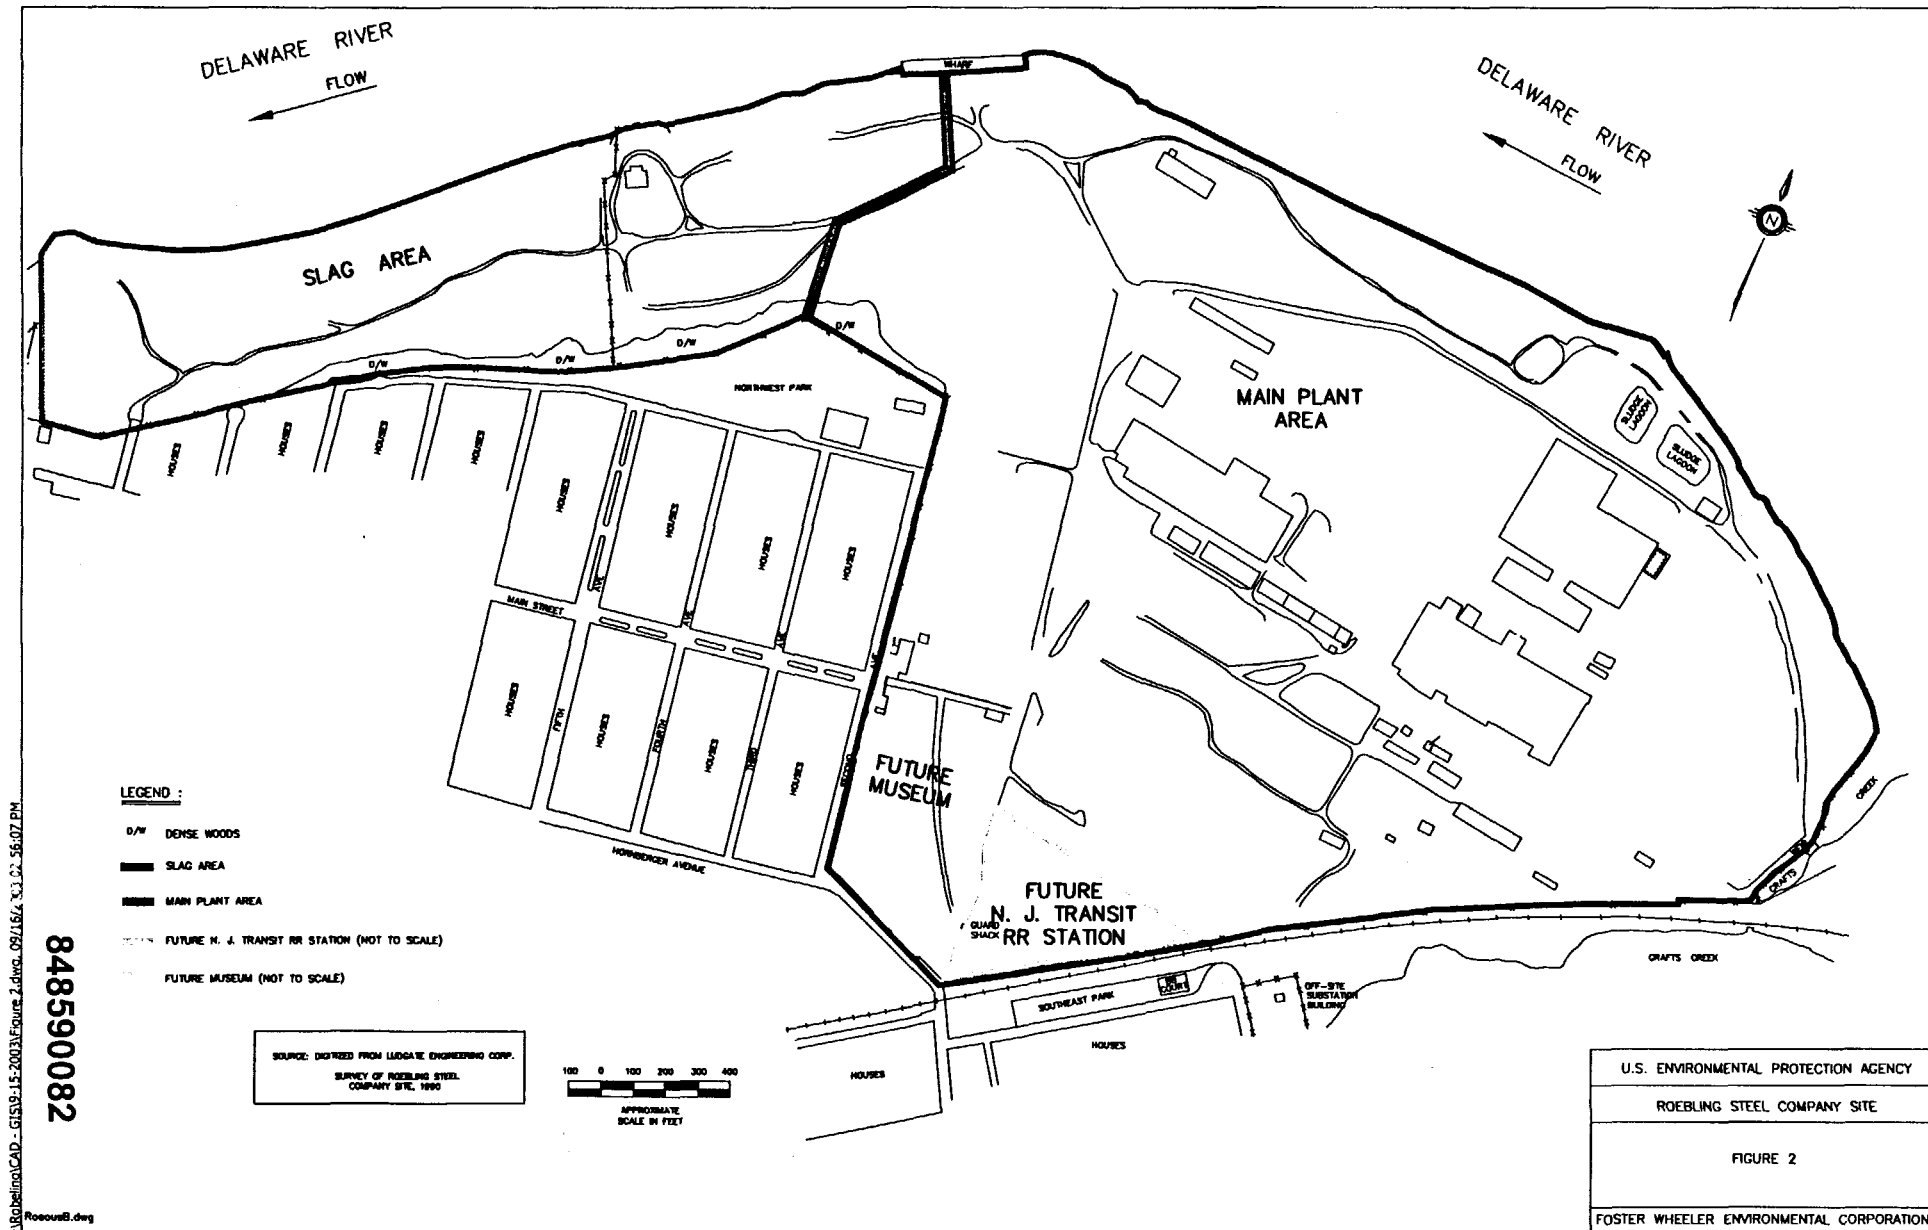 DELAWARE RIVER
FLOW
WHARF
DELAWARE RIVER
FLOW
N
SLAG AREA
D/W
D/W
D/W
D/W
NORTHWEST PARK
MAIN PLANT
AREA
SLUDGE
LAGOON
SLUDGE
LAGOON
HOUSES
HOUSES
HOUSES
HOUSES
HOUSES
HOUSES
HOUSES
HOUSES
AVE
AVE
AVE
AVE
MAIN STREET
HOUSES
HOUSES
HOUSES
HOUSES
FIFTH
FOURTH
THIRD
SECOND
HORNBERGER AVENUE
FUTURE
MUSEUM
FUTURE
N. J. TRANSIT
RR STATION
GUARD
SHACK
CREEK
CRAFTS
CRAFTS CREEK
SOUTHEAST PARK
COURT
OFF-SITE
SUBSTATION
BUILDING
HOUSES
HOUSES
LEGEND :
D/W DENSE WOODS
SLAG AREA
MAIN PLANT AREA
FUTURE N. J. TRANSIT RR STATION (NOT TO SCALE)
FUTURE MUSEUM (NOT TO SCALE)
SOURCE: DIGITIZED FROM LUDGATE ENGINEERING CORP.
SURVEY OF ROEBLING STEEL
COMPANY SITE, 1990
100 0 100 200 300 400
APPROXIMATE
SCALE IN FEET
U.S. ENVIRONMENTAL PROTECTION AGENCY
ROEBLING STEEL COMPANY SITE
FIGURE 2
FOSTER WHEELER ENVIRONMENTAL CORPORATION
848590082
RoeousB.dwg